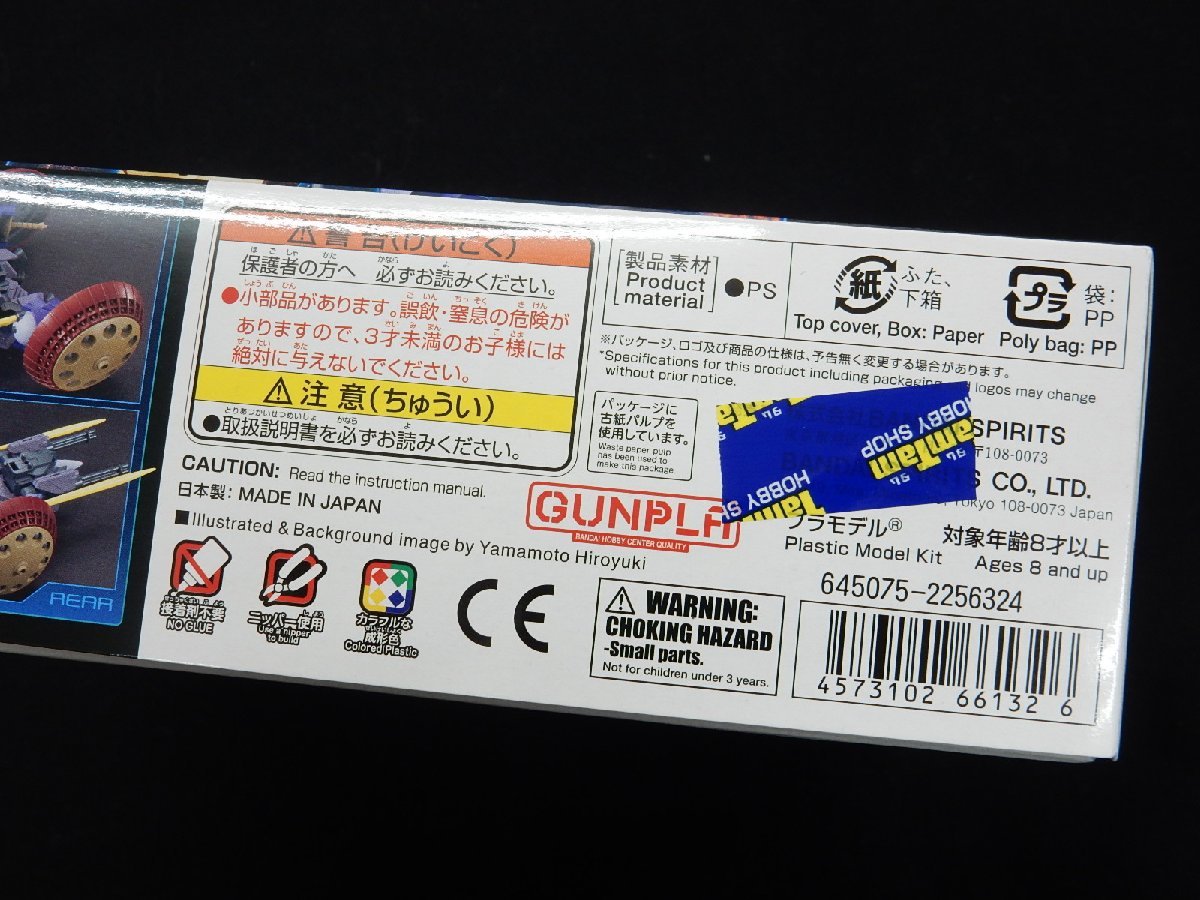 ⚠警告(けいこく)
保護者の方へ 必ずお読みください。
●小部品があります。誤飲・窒息の危険が
ありますので、3才未満のお子様には
絶対に与えないでください。
⚠注意(ちゅうい)
●取扱説明書を必ずお読みください。
CAUTION: Read the instruction manual.
日本製: MADE IN JAPAN
■Illustrated & Background image by Yamamoto Hiroyuki
接着剤不要
NO GLUE
ニッパー使用
Use a nipper
to build
カラフルな
成形色
Colored Plastic
CE
REAR
製品素材
Product
material
●PS
紙
ふた、
下箱
Top cover, Box: Paper
プラ
袋:
PP
Poly bag: PP
※パッケージ、ロゴ及び商品の仕様は、予告無く変更する場合があります。
*Specifications for this product including packaging and logos may change
without prior notice.
パッケージに
古紙パルプを
使用しています。
Waste paper pulp
has been used to
make this package.
GUNPLA
BANDAI HOBBY CENTER QUALITY
HOBBY SHOP
TamTam
SPIRITS
〒108-0073
CO., LTD.
Tokyo 108-0073 Japan
プラモデル®
Plastic Model Kit
対象年齢8才以上
Ages 8 and up
645075-2256324
⚠WARNING:
CHOKING HAZARD
-Small parts.
Not for children under 3 years.
4573102 66132 6